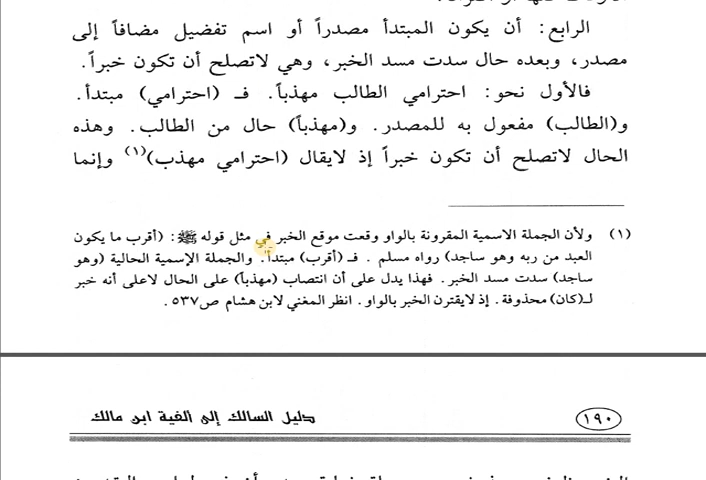 الرابع: أن يكون المبتدأ مصدراً أو اسم تفضيل مضافاً إلى
مصدر، وبعده حال سدت مسد الخبر، وهي لاتصلح أن تكون خبراً.
فالأول نحو: احترامي الطالب مهذباً. فـ (احترامي) مبتدأ.
و(الطالب) مفعول به للمصدر. و(مهذباً) حال من الطالب. وهذه
الحال لاتصلح أن تكون خبراً إذ لايقال (احترامي مهذب)(١) وإنما
(١) ولأن الجملة الاسمية المقرونة بالواو وقعت موقع الخبر في مثل قوله ﷺ: (أقرب ما يكون
العبد من ربه وهو ساجد) رواه مسلم. فـ (أقرب) مبتدأ. والجملة الإسمية الحالية (وهو
ساجد) سدت مسد الخبر. فهذا يدل على أن انتصاب (مهذباً) على الحال لاعلى أنه خبر
لـ(كان) محذوفة. إذ لايقترن الخبر بالواو. انظر المغني لابن هشام ص٥٣٧.
١٩٠ دليل السالك إلى ألفية ابن مالك